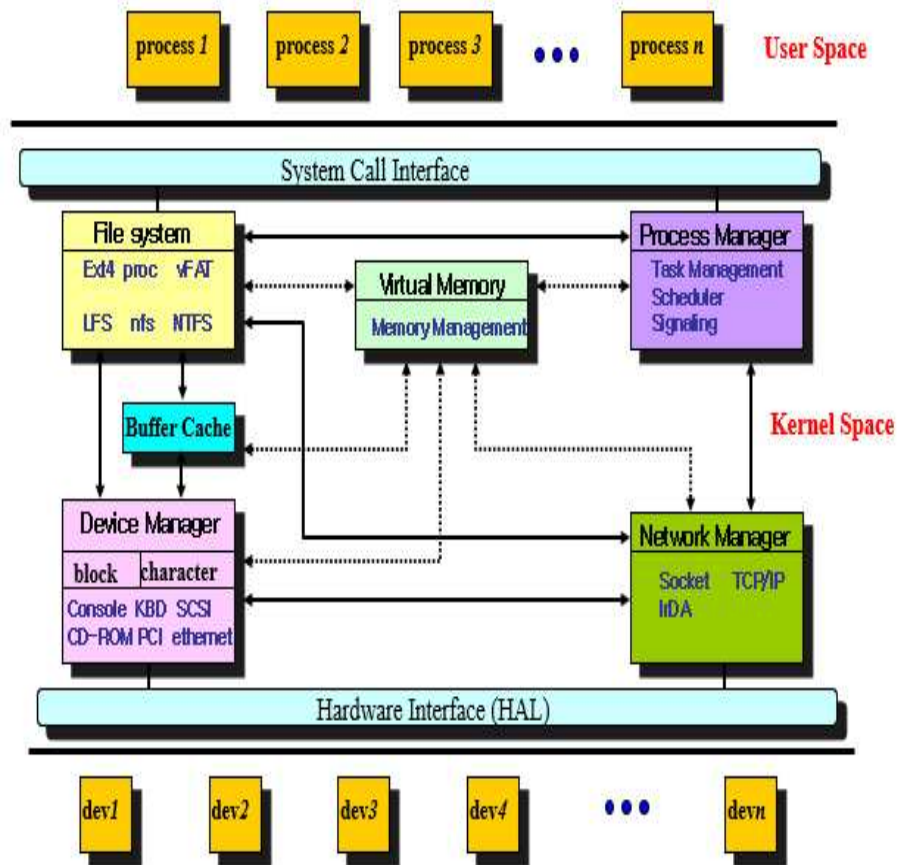 process 1 process 2 process 3 process n
User Space
System Call Interface
File system
Ext4 proc vFAT
LFS nfs NTFS
Virtual Memory
Memory Management
Process Manager
Task Management
Scheduler
Signaling
Buffer Cache
Kernel Space
Device Manager
block character
Console KBD SCSI
CD-ROM PCI ethernet
Network Manager
Socket TCP/IP
IrDA
Hardware Interface (HAL)
dev1 dev2 dev3 dev4 devn